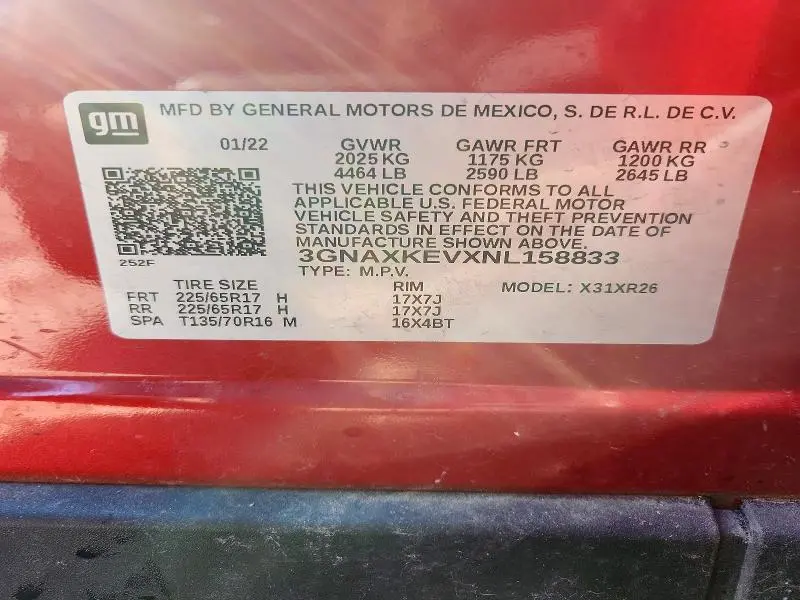 gm
MFD BY GENERAL MOTORS DE MEXICO, S. DE R.L. DE C.V.
01/22 GVWR GAWR FRT GAWR RR
2025 KG 1175 KG 1200 KG
4464 LB 2590 LB 2645 LB
THIS VEHICLE CONFORMS TO ALL
APPLICABLE U.S. FEDERAL MOTOR
VEHICLE SAFETY AND THEFT PREVENTION
STANDARDS IN EFFECT ON THE DATE OF
MANUFACTURE SHOWN ABOVE.
3GNAXKEVXNL158833
252F
TYPE: M.P.V.
TIRE SIZE RIM MODEL: X31XR26
FRT 225/65R17 H 17X7J
RR 225/65R17 H 17X7J
SPA T135/70R16 M 16X4BT